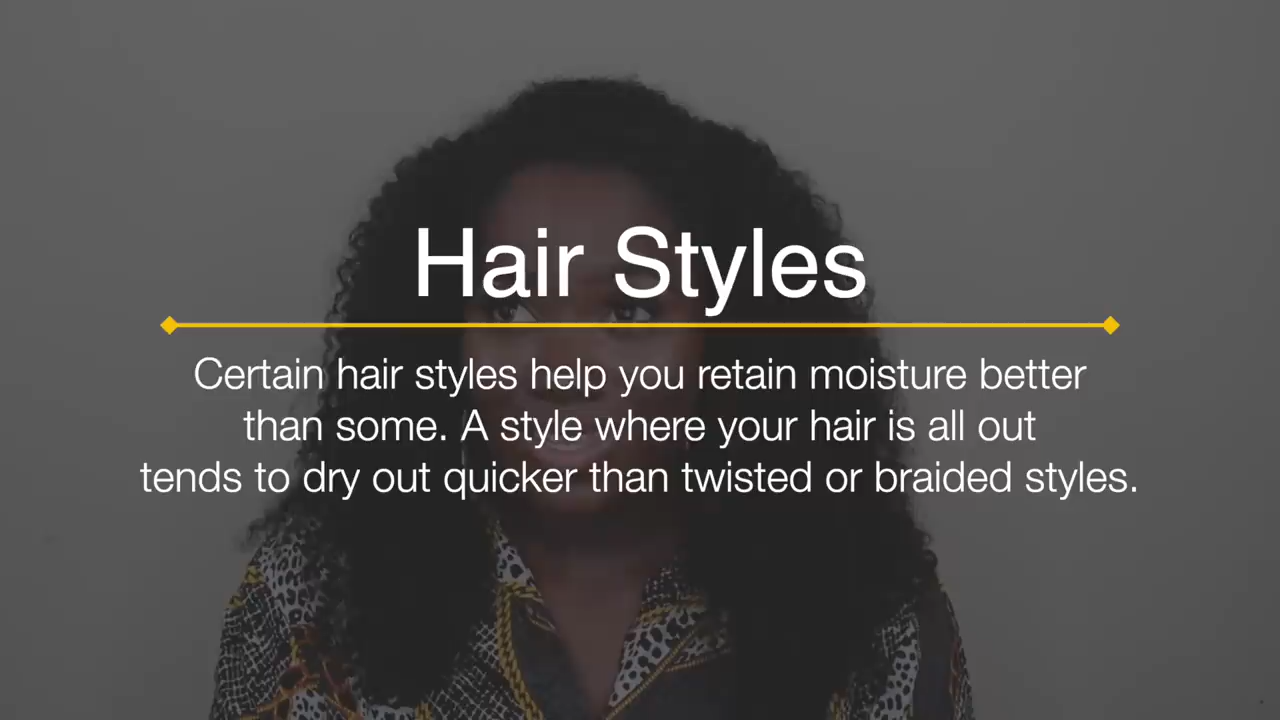 Hair Styles
Certain hair styles help you retain moisture better
than some. A style where your hair is all out
tends to dry out quicker than twisted or braided styles.